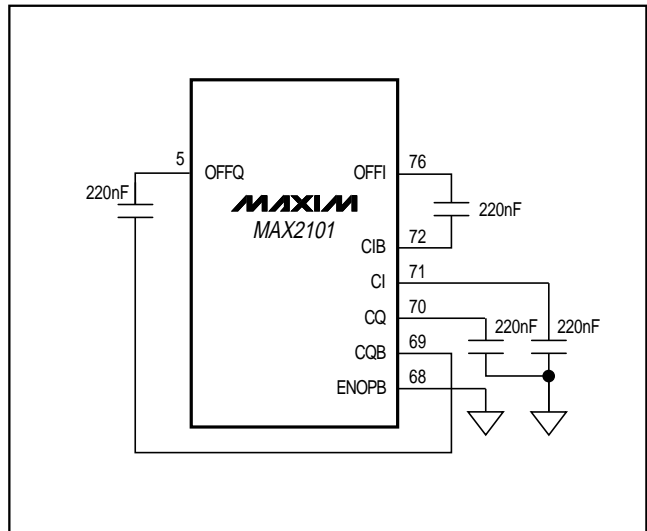 5
OFFQ
OFFI
76
220nF
MAXIM
MAX2101
220nF
CIB
72
CI
71
CQ
70
220nF
220nF
CQB
69
ENOPB
68